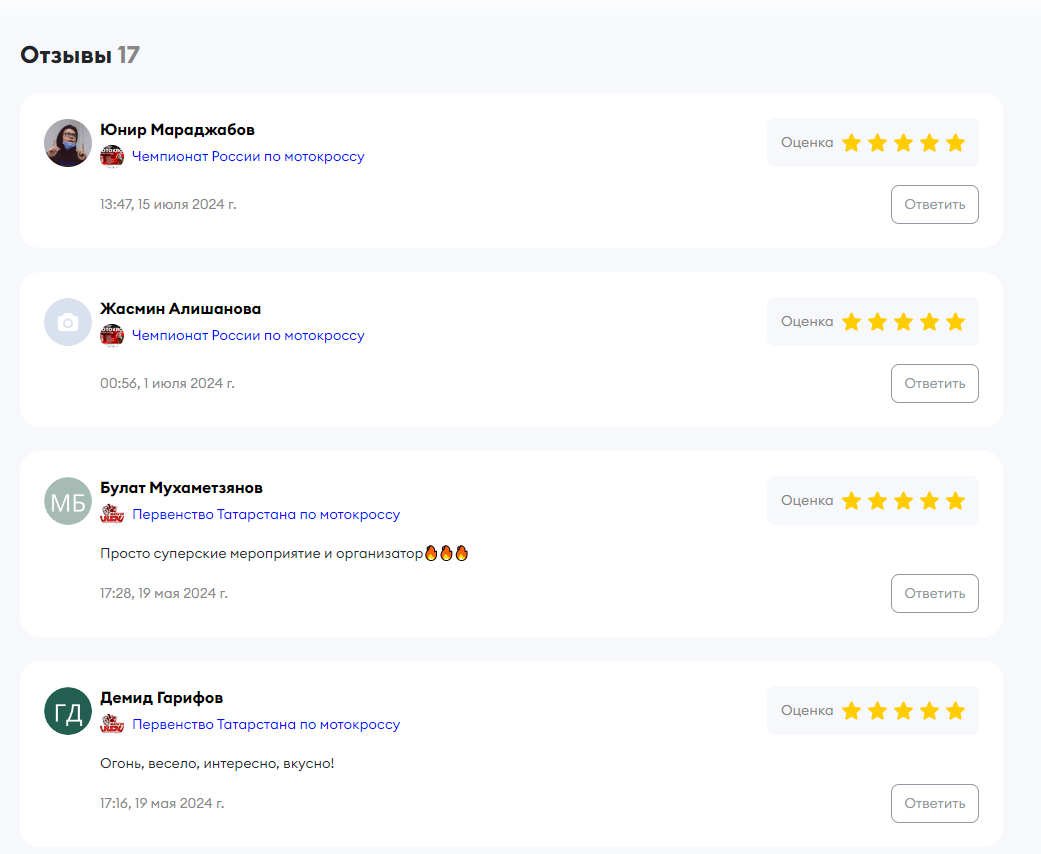 Отзывы 17
Юнир Мараджабов
Чемпионат России по мотокроссу
Оценка
13:47, 15 июля 2024 г.
Ответить
Жасмин Алишанова
Чемпионат России по мотокроссу
Оценка
00:56, 1 июля 2024 г.
Ответить
МБ
Булат Мухаметзянов
Первенство Татарстана по мотокроссу
Оценка
Просто суперские мероприятие и организатор🔥🔥🔥
17:28, 19 мая 2024 г.
Ответить
ГД
Демид Гарифов
Первенство Татарстана по мотокроссу
Оценка
Огонь, весело, интересно, вкусно!
17:16, 19 мая 2024 г.
Ответить